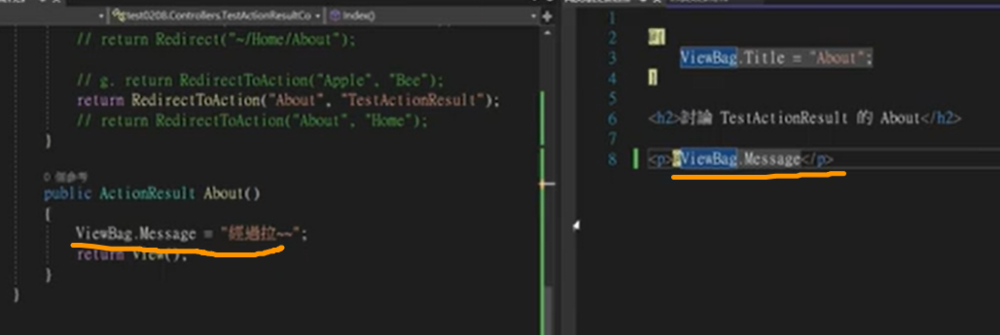 test0208.Controllers.TestActionResultCo
Index()
// return Redirect("~/Home/About");
// g. return RedirectToAction("Apple", "Bee");
return RedirectToAction("About", "TestActionResult");
// return RedirectToAction("About", "Home");
}
0 個參考
public ActionResult About()
{
ViewBag.Message = "經過拉~~";
return View();
}
}
1
2 @{
3 ViewBag.Title = "About";
4 }
5
6 <h2>討論 TestActionResult 的 About</h2>
7
8 <p>@ViewBag.Message</p>